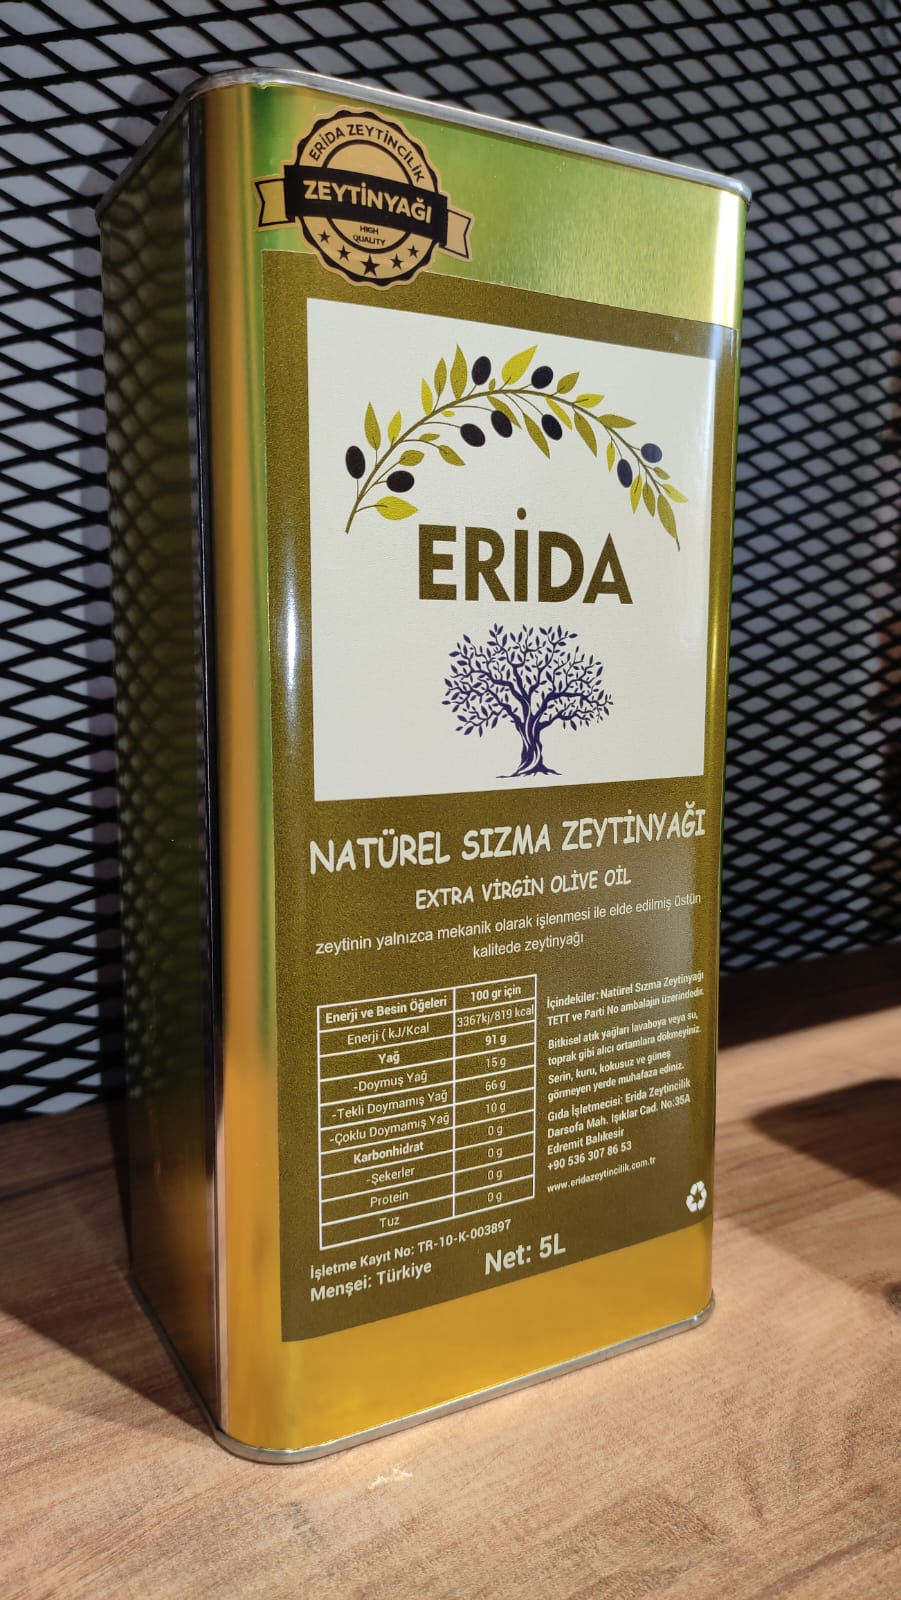 ERİDA ZEYTİNCİLİK
ZEYTİNYAĞI
HIGH
QUALITY
ERİDA
NATÜREL SIZMA ZEYTİNYAĞI
EXTRA VİRGİN OLIVE OİL
zeytinin yalnızca mekanik olarak işlenmesi ile elde edilmiş üstün
kalitede zeytinyağı
Enerji ve Besin Öğeleri 100 gr için
Enerji ( kJ/Kcal 3367kj/819 kcal
Yağ 91 g
-Doymuş Yağ 15 g
-Tekli Doymamış Yağ 66 g
-Çoklu Doymamış Yağ 10 g
Karbonhidrat 0 g
-Şekerler 0 g
Protein 0 g
Tuz 0 g
İçindekiler: Natürel Sızma Zeytinyağı
TETT ve Parti No ambalajın üzerindedir.
Bitkisel atık yağları lavaboya veya su,
toprak gibi alıcı ortamlara dökmeyiniz.
Serin, kuru, kokusuz ve güneş
görmeyen yerde muhafaza ediniz.
Gıda İşletmecisi: Erida Zeytincilik
Darsofa Mah. Işıklar Cad. No:35A
Edremit Balıkesir
+90 536 307 86 53
www.eridazeytincilik.com.tr
İşletme Kayıt No: TR-10-K-003897
Menşei: Türkiye
Net: 5L